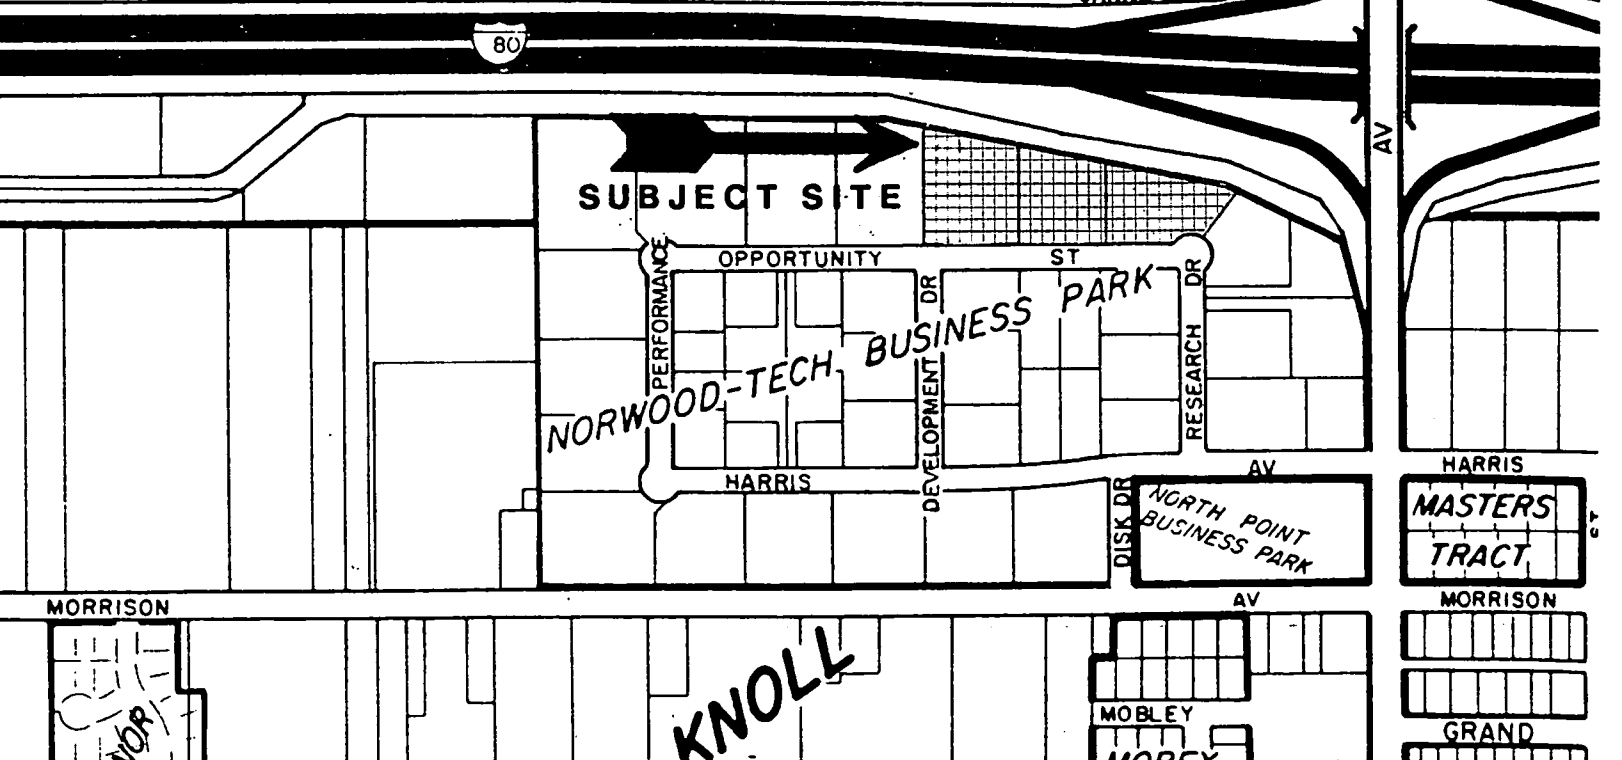 80
AV
SUBJECT SITE
OPPORTUNITY ST
PERFORMANCE
DEVELOPMENT DR
RESEARCH DR
NORWOOD-TECH BUSINESS PARK
HARRIS AV
HARRIS
DISK DR
NORTH POINT
BUSINESS PARK
MASTERS
TRACT
ST
MORRISON AV
MORRISON
KNOLL
MOBLEY
GRAND